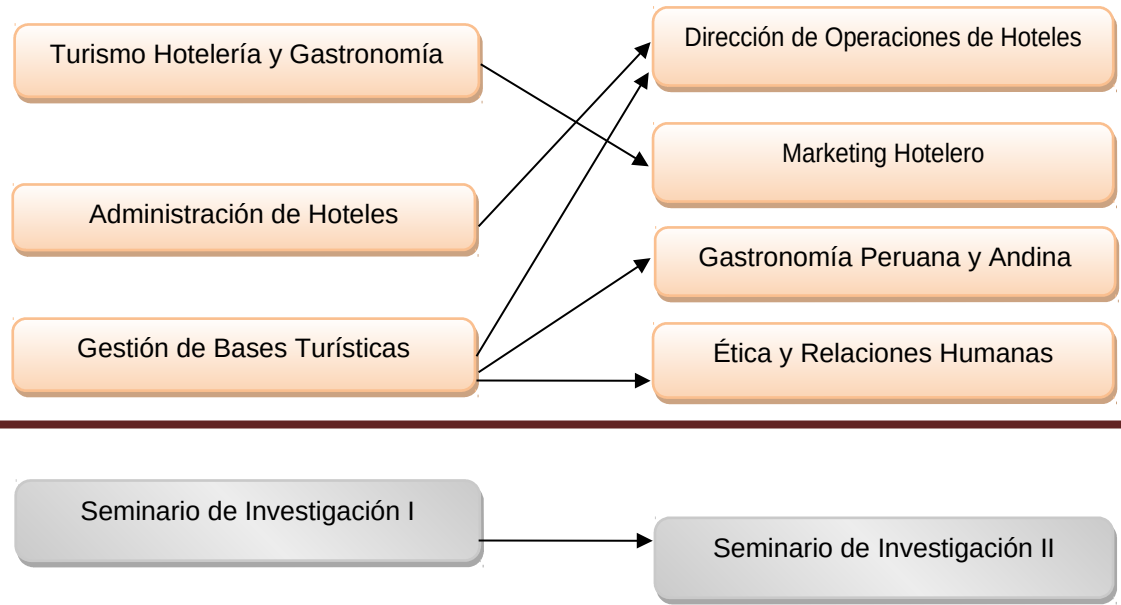 Turismo Hotelería y Gastronomía
Administración de Hoteles
Gestión de Bases Turísticas
Dirección de Operaciones de Hoteles
Marketing Hotelero
Gastronomía Peruana y Andina
Ética y Relaciones Humanas
Seminario de Investigación I
Seminario de Investigación II